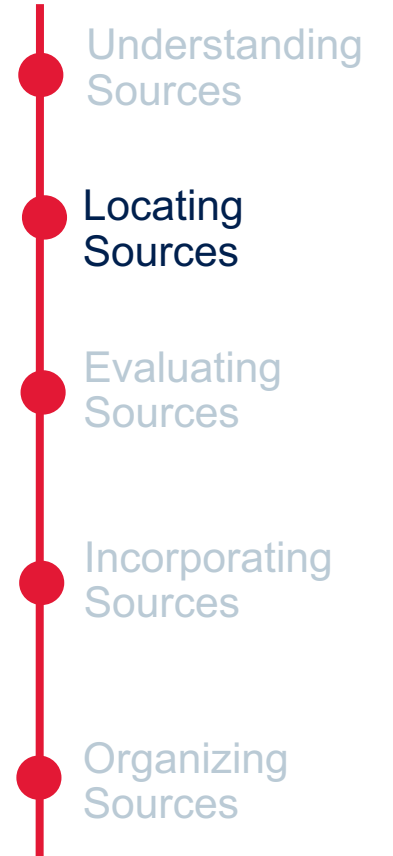 Understanding
Sources
Locating
Sources
Evaluating
Sources
Incorporating
Sources
Organizing
Sources